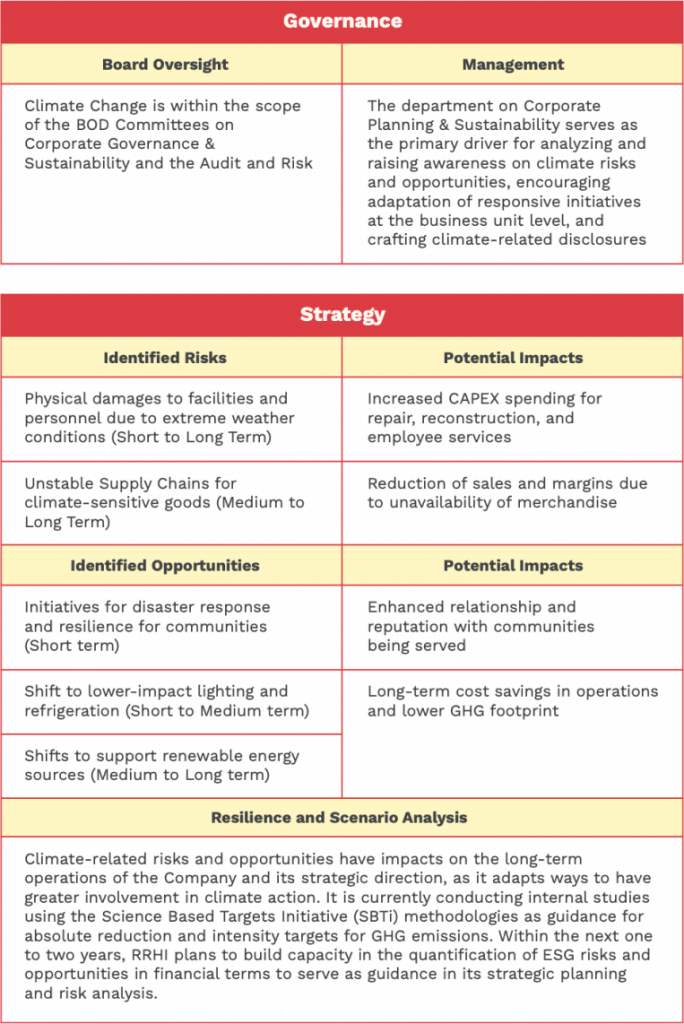 Governance
Board Oversight
Management
Climate Change is within the scope
of the BOD Committees on
Corporate Governance &
Sustainability and the Audit and Risk
The department on Corporate
Planning & Sustainability serves as
the primary driver for analyzing and
raising awareness on climate risks
and opportunities, encouraging
adaptation of responsive initiatives
at the business unit level, and
crafting climate-related disclosures
Strategy
Identified Risks
Potential Impacts
Physical damages to facilities and
personnel due to extreme weather
conditions (Short to Long Term)
Increased CAPEX spending for
repair, reconstruction, and
employee services
Unstable Supply Chains for
climate-sensitive goods (Medium to
Long Term)
Reduction of sales and margins due
to unavailability of merchandise
Identified Opportunities
Potential Impacts
Initiatives for disaster response
and resilience for communities
(Short term)
Enhanced relationship and
reputation with communities
being served
Shift to lower-impact lighting and
refrigeration (Short to Medium term)
Long-term cost savings in operations
and lower GHG footprint
Shifts to support renewable energy
sources (Medium to Long term)
Resilience and Scenario Analysis
Climate-related risks and opportunities have impacts on the long-term
operations of the Company and its strategic direction, as it adapts ways to have
greater involvement in climate action. It is currently conducting internal studies
using the Science Based Targets Initiative (SBTi) methodologies as guidance for
absolute reduction and intensity targets for GHG emissions. Within the next one
to two years, RRHI plans to build capacity in the quantification of ESG risks and
opportunities in financial terms to serve as guidance in its strategic planning
and risk analysis.